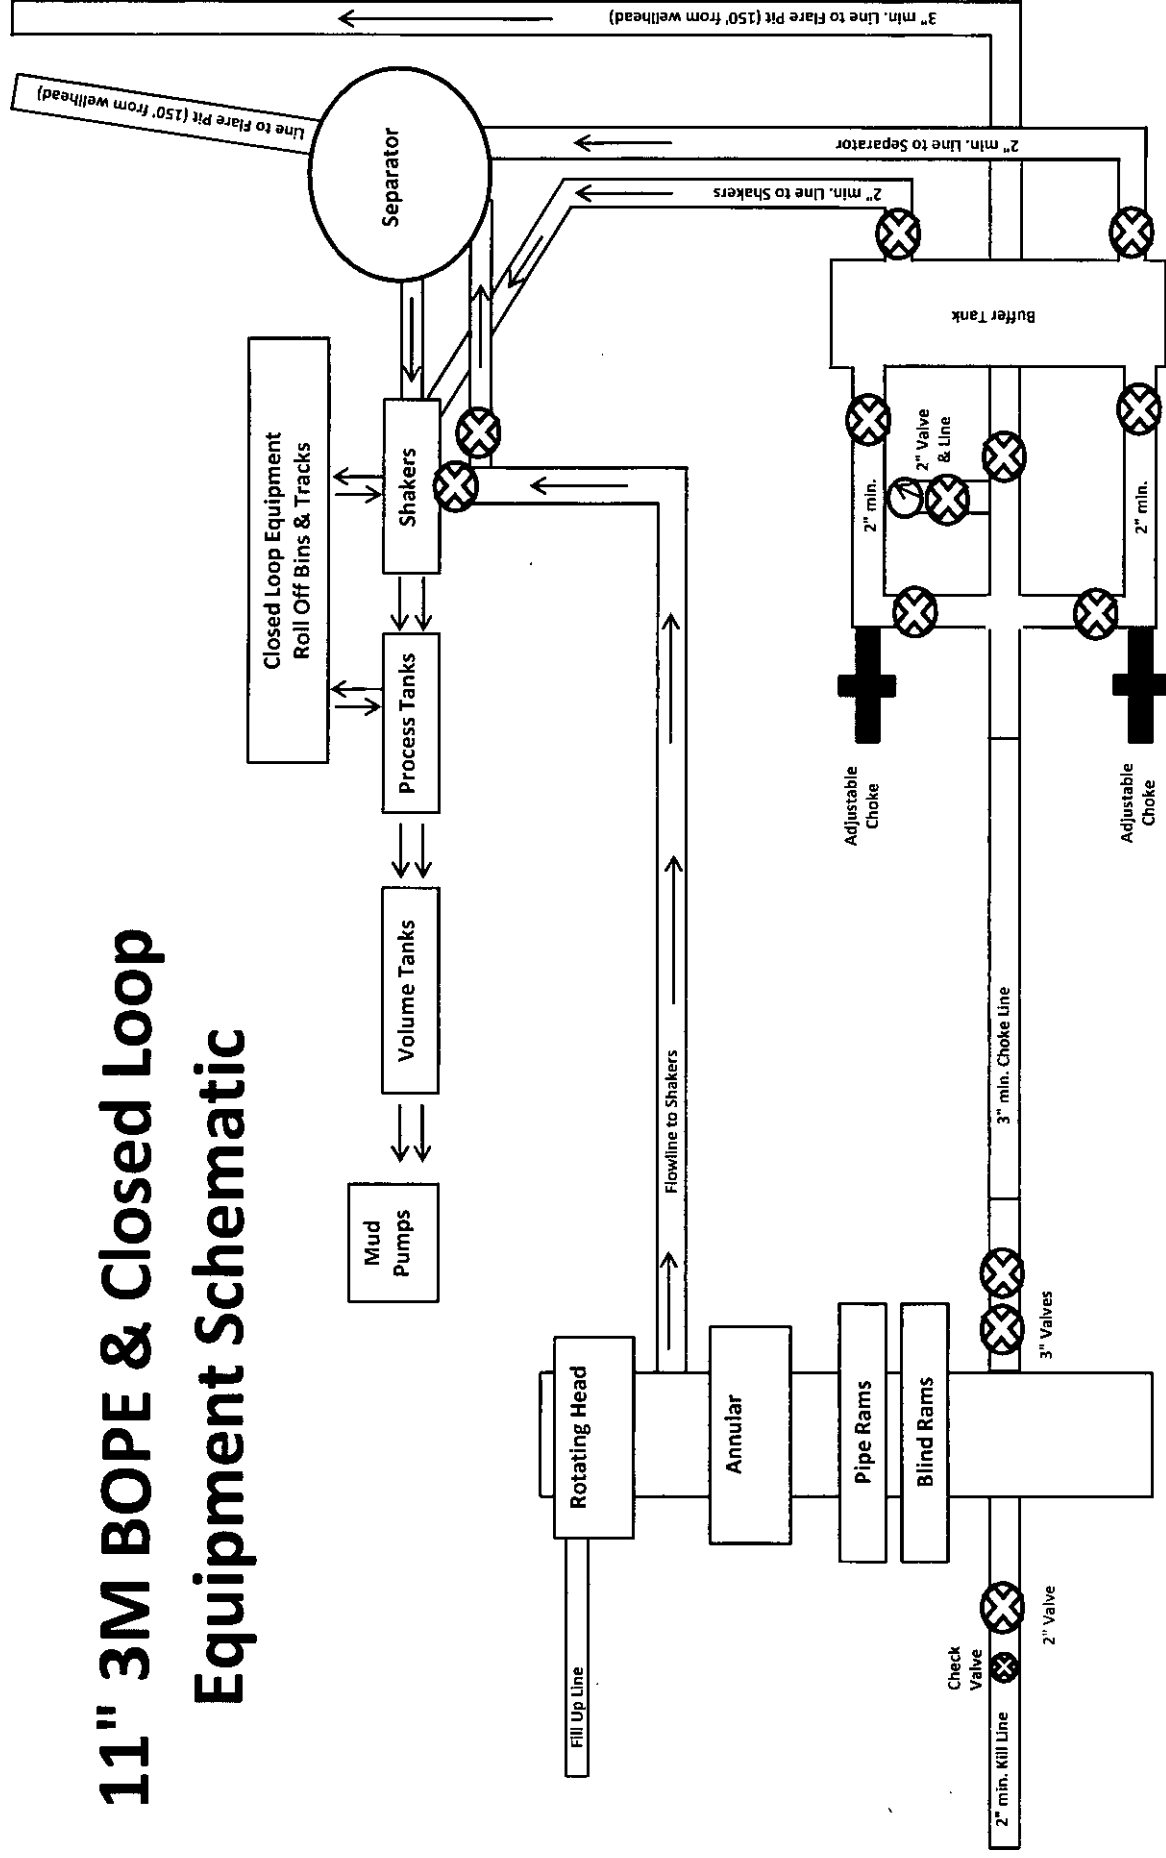 11" 3M BOPE & Closed Loop
Equipment Schematic
Mud
Pumps
Volume Tanks
Process Tanks
Shakers
Closed Loop Equipment
Roll Off Bins & Tracks
Separator
Line to Flare Pit (150' from wellhead)
3" min. Line to Flare Pit (150' from wellhead)
2" min. Line to Separator
2" min. Line to Shakers
Fill Up Line
Rotating Head
Flowline to Shakers
Annular
Pipe Rams
Blind Rams
2" min. Kill Line
Check
Valve
2" Valve
3" Valves
3" min. Choke Line
Adjustable
Choke
Adjustable
Choke
2" min.
2" Valve
& Line
2" min.
Buffer Tank